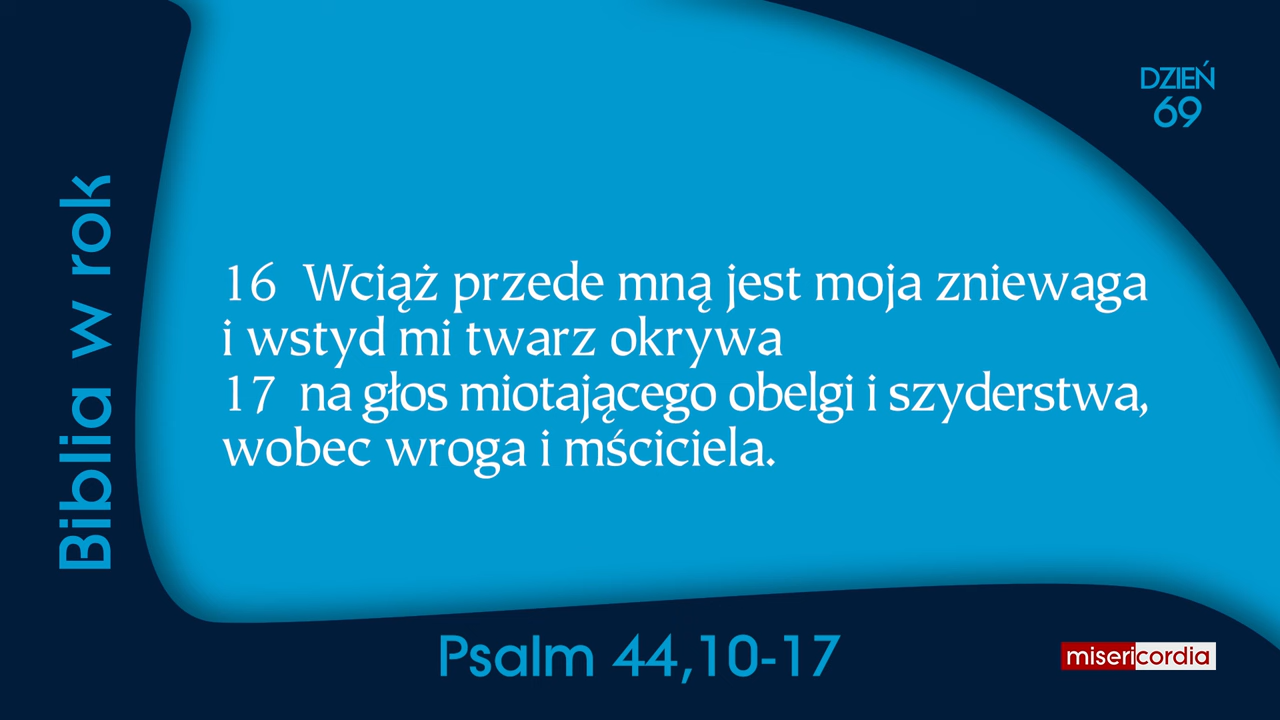 DZIEŃ
69
Biblia w rok
16 Wciąż przede mną jest moja zniewaga
i wstyd mi twarz okrywa
17 na głos miotającego obelgi i szyderstwa,
wobec wroga i mściciela.
Psalm 44,10-17
misericordia